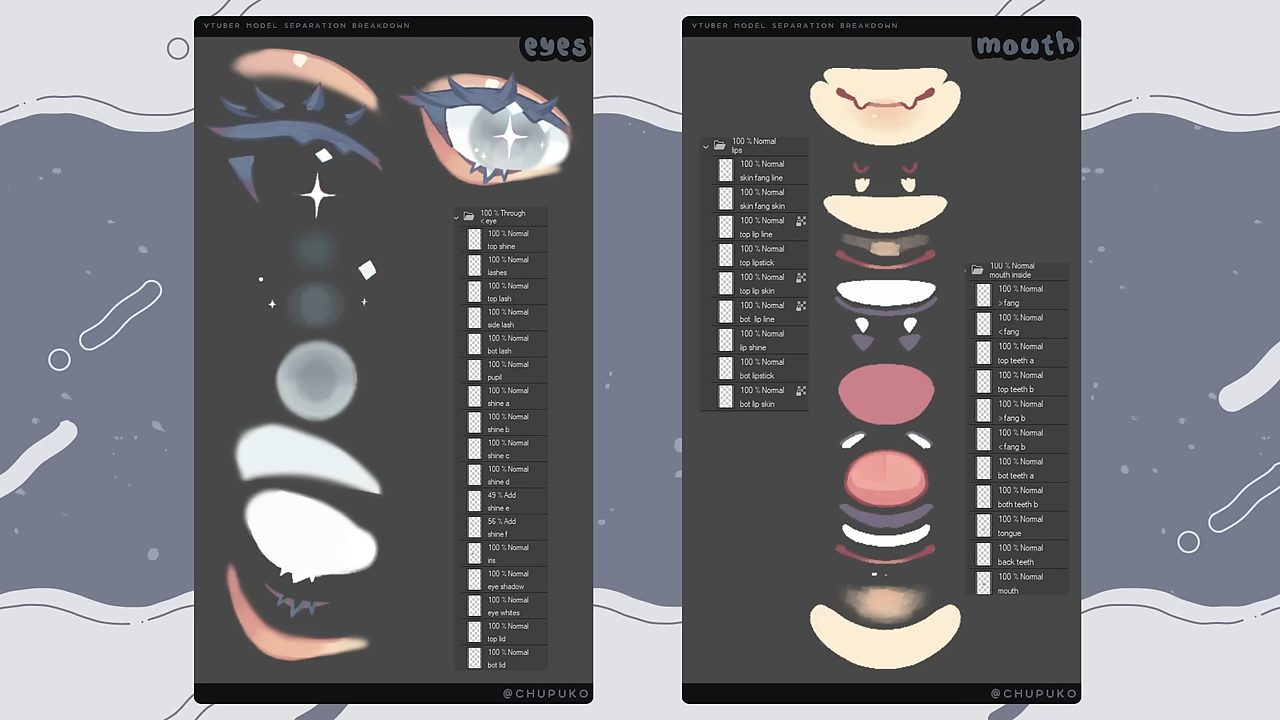 VTUBER MODEL SEPARATION BREAKDOWN
eyes
100 % Through
< eye
100 % Normal
top shine
100 % Normal
lashes
100 % Normal
top lash
100 % Normal
side lash
100 % Normal
bot lash
100 % Normal
pupil
100 % Normal
shine a
100 % Normal
shine b
100 % Normal
shine c
100 % Normal
shine d
49 % Add
shine e
56 % Add
shine f
100 % Normal
iris
100 % Normal
eye shadow
100 % Normal
eye whites
100 % Normal
top lid
100 % Normal
bot lid
@CHUPUKO
VTUBER MODEL SEPARATION BREAKDOWN
mouth
100 % Normal
lips
100 % Normal
skin fang line
100 % Normal
skin fang skin
100 % Normal
top lip line
100 % Normal
top lipstick
100 % Normal
top lip skin
100 % Normal
bot lip line
100 % Normal
lip shine
100 % Normal
bot lipstick
100 % Normal
bot lip skin
100 % Normal
mouth inside
100 % Normal
> fang
100 % Normal
< fang
100 % Normal
top teeth a
100 % Normal
top teeth b
100 % Normal
> fang b
100 % Normal
< fang b
100 % Normal
bot teeth a
100 % Normal
both teeth b
100 % Normal
tongue
100 % Normal
back teeth
100 % Normal
mouth
@CHUPUKO